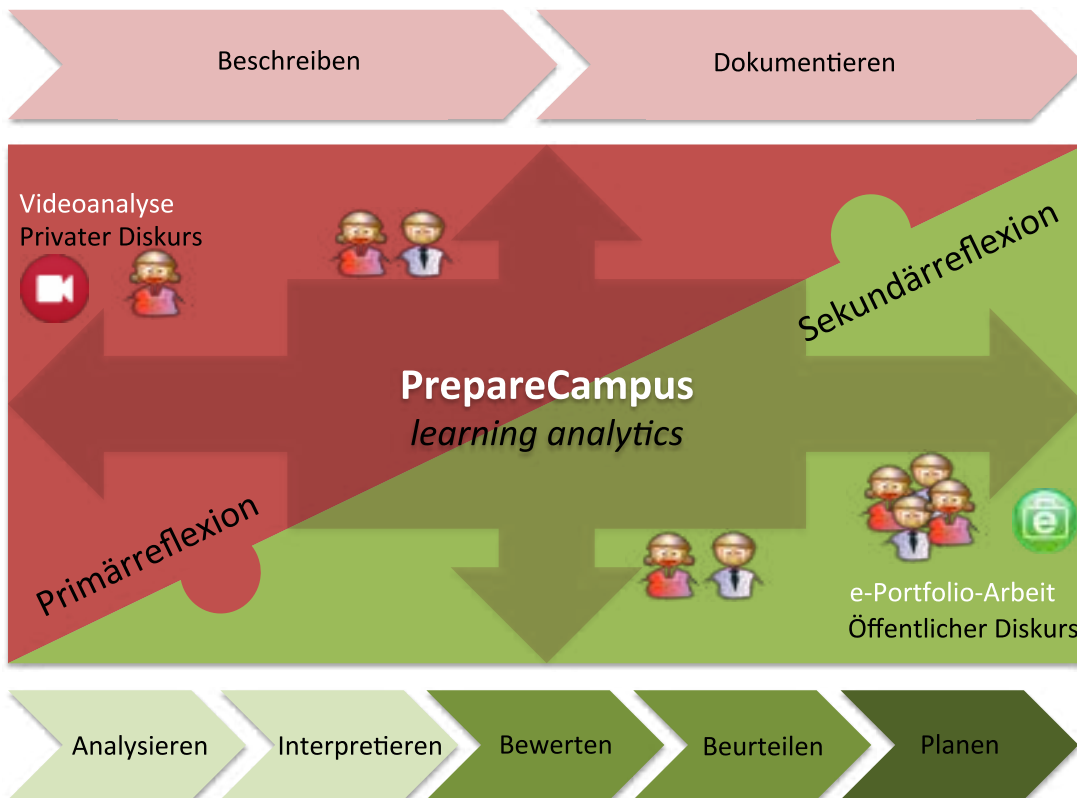 Beschreiben
Dokumentieren
Videoanalyse
Privater Diskurs
Sekundärreflexion
PrepareCampus
learning analytics
Primärreflexion
e
e-Portfolio-Arbeit
Öffentlicher Diskurs
Analysieren
Interpretieren
Bewerten
Beurteilen
Planen